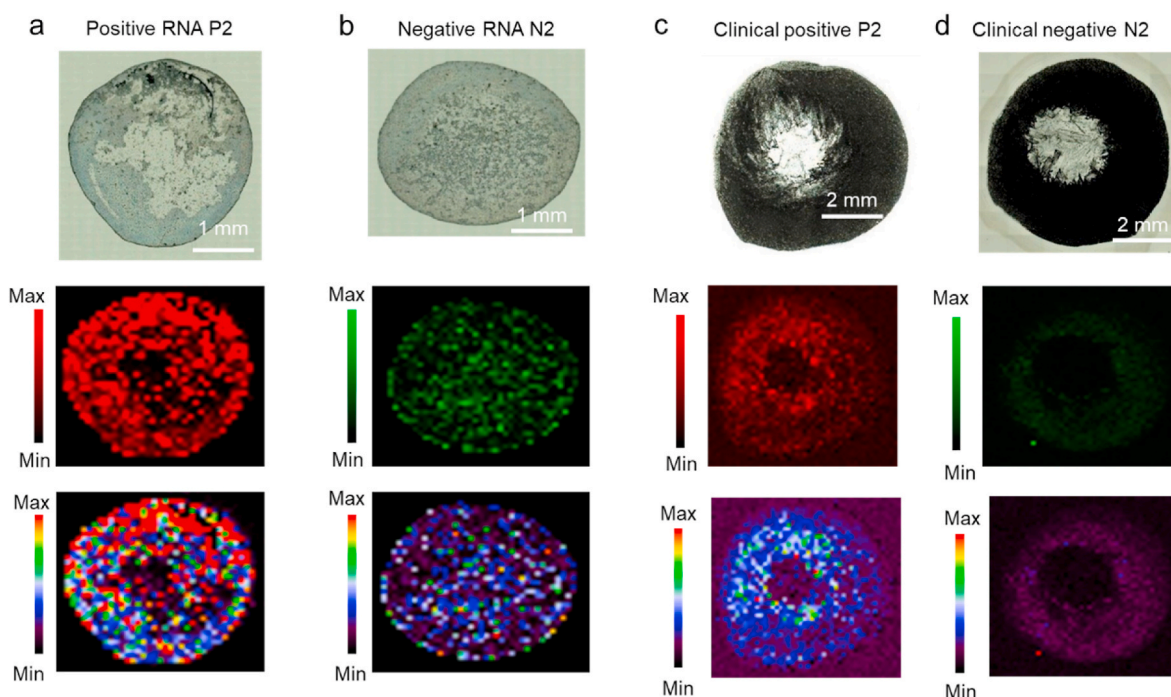 a Positive RNA P2 b Negative RNA N2 c Clinical positive P2 d Clinical negative N2
1 mm 1 mm 2 mm 2 mm
Max Max Max Max
Min Min Min Min
Max Max Max Max
Min Min Min Min